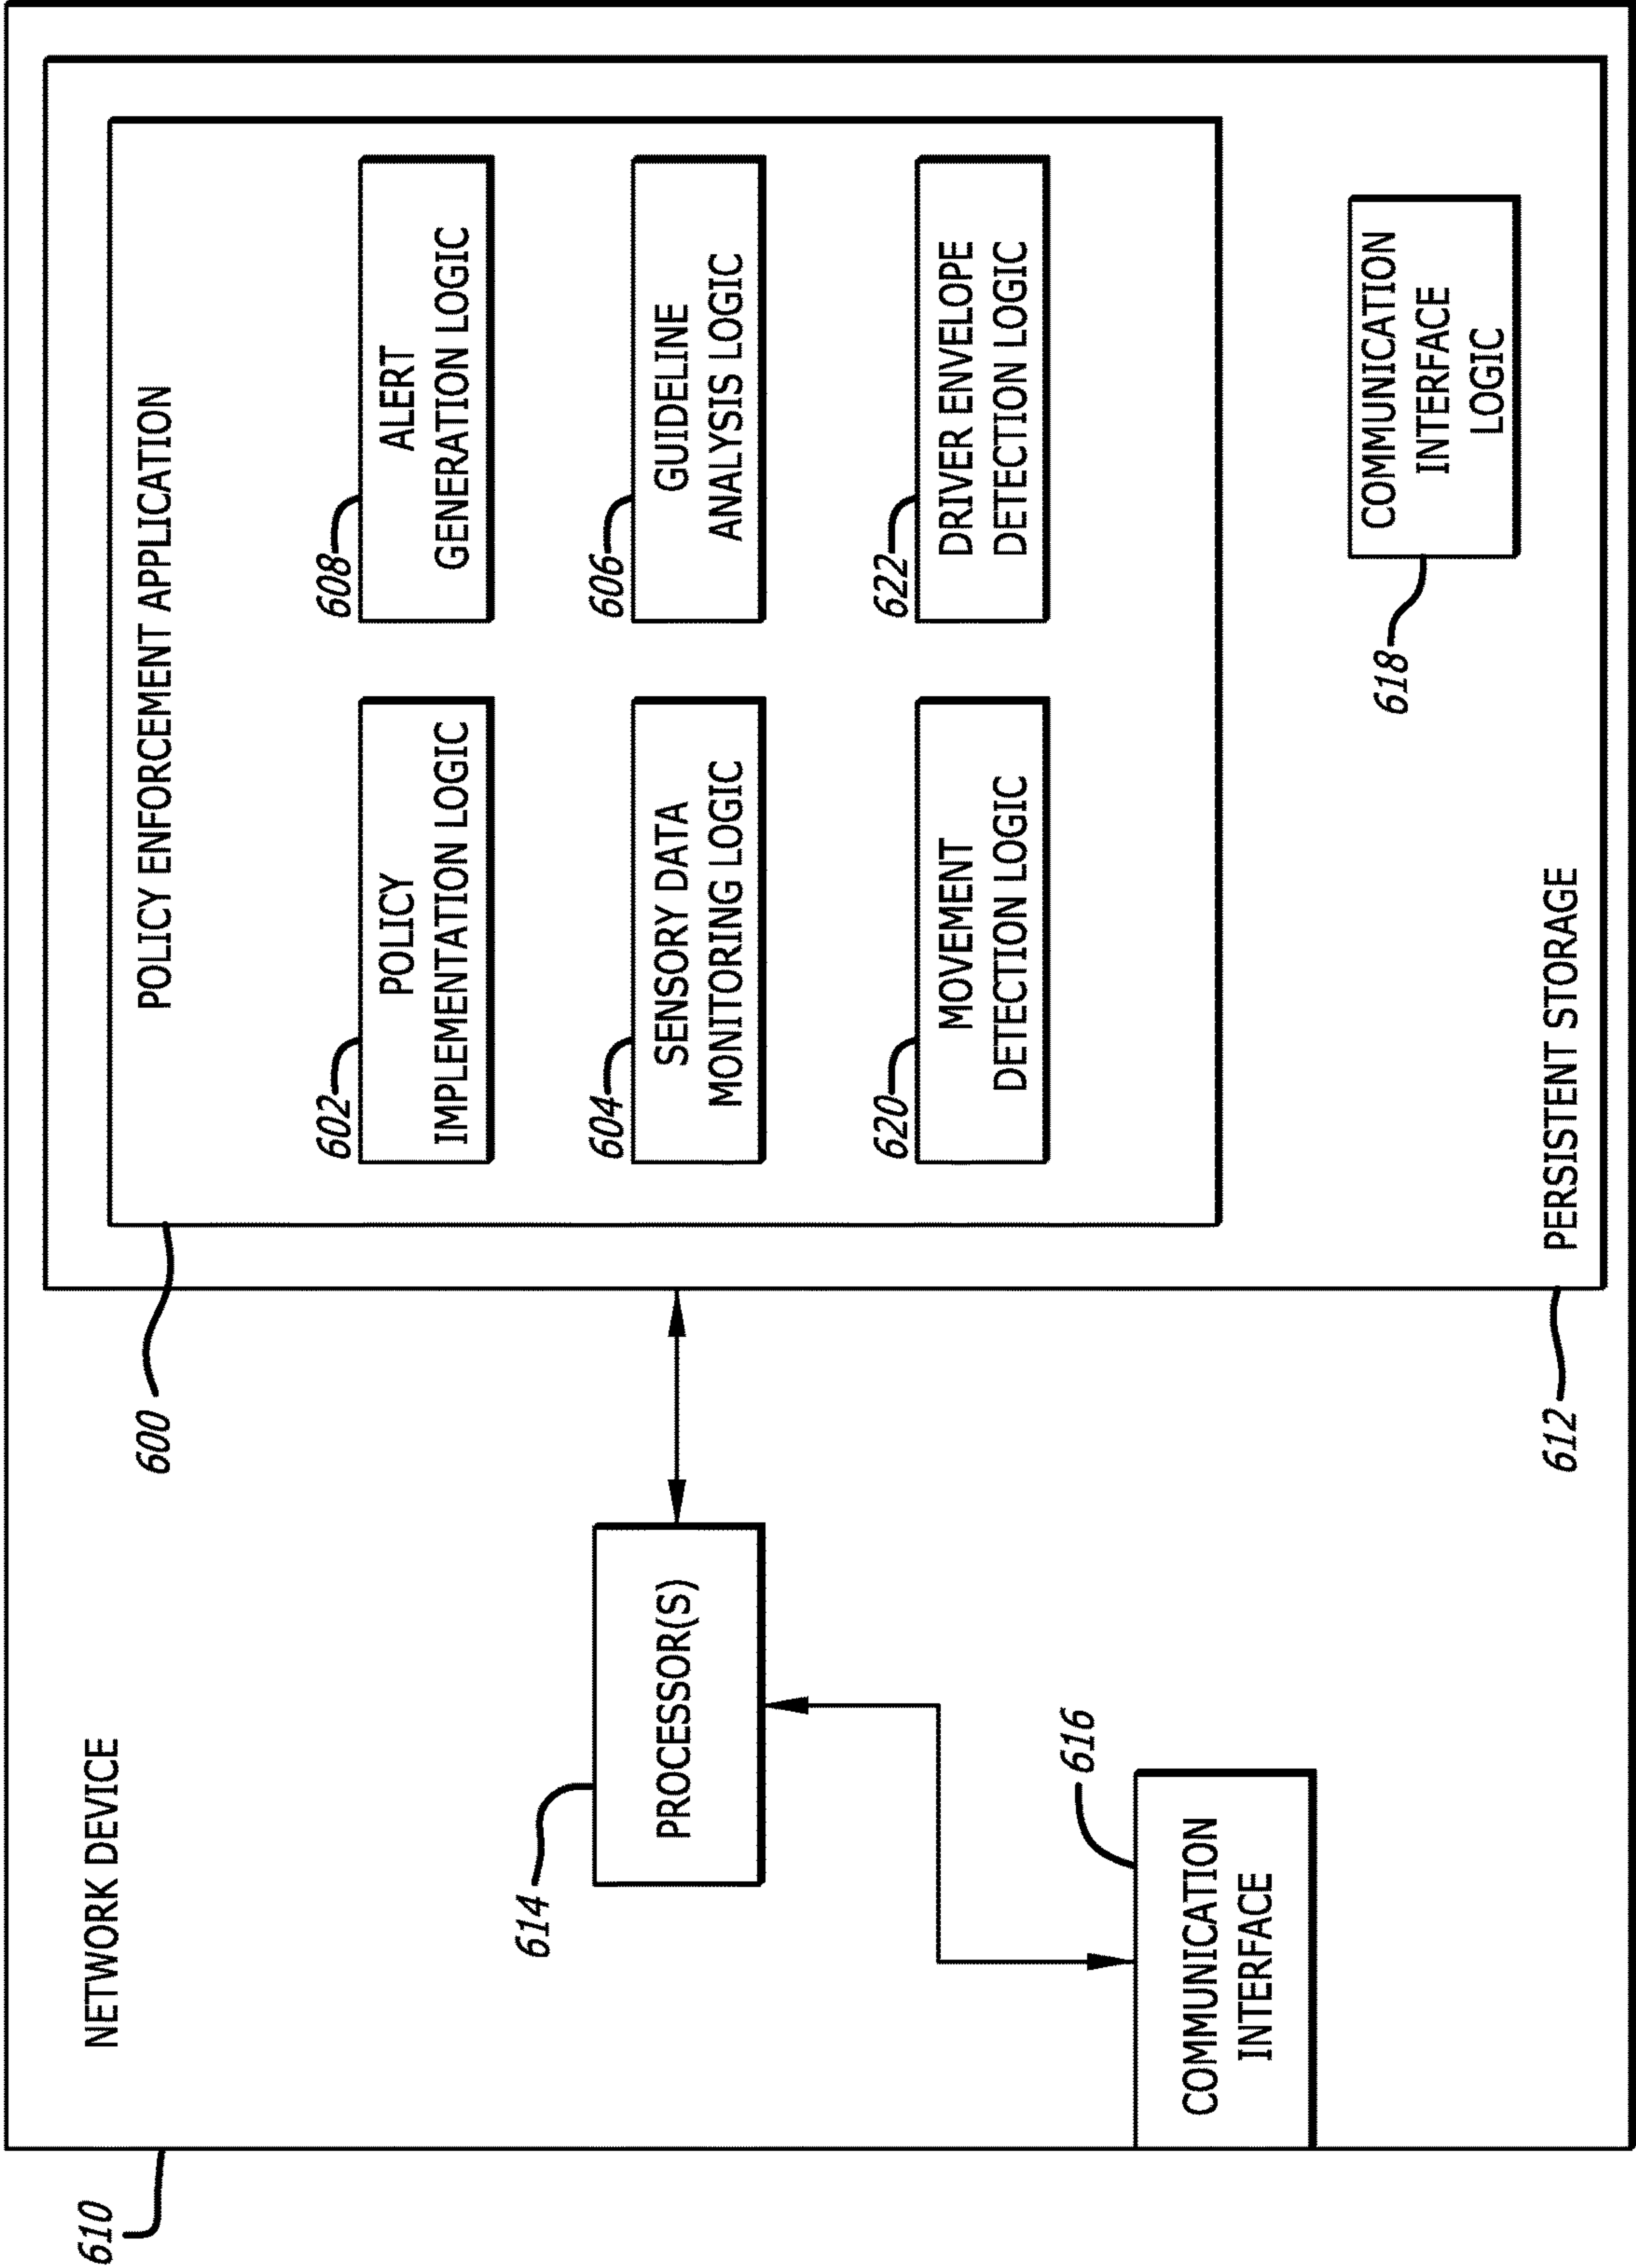 610
NETWORK DEVICE
614
PROCESSOR(S)
616
COMMUNICATION
INTERFACE
600
POLICY ENFORCEMENT APPLICATION
602
POLICY
IMPLEMENTATION LOGIC
608
ALERT
GENERATION LOGIC
604
SENSORY DATA
MONITORING LOGIC
606
GUIDELINE
ANALYSIS LOGIC
620
MOVEMENT
DETECTION LOGIC
622
DRIVER ENVELOPE
DETECTION LOGIC
618
COMMUNICATION
INTERFACE
LOGIC
612
PERSISTENT STORAGE